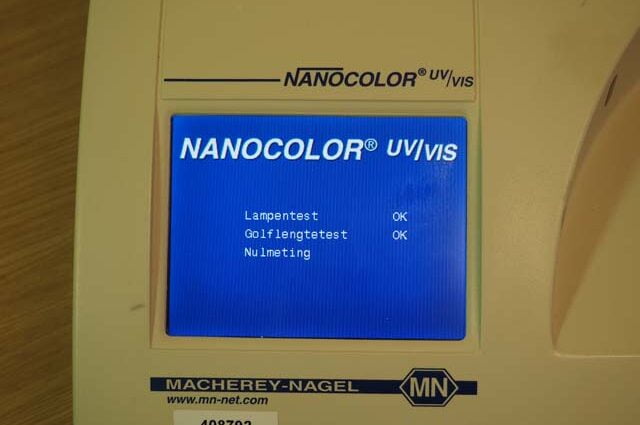 NANOCOLOR® UV/VIS
NANOCOLOR® UV/VIS
Lampentest OK
Golflengtetest OK
Nulmeting
MACHEREY-NAGEL MN
www.mn-net.com